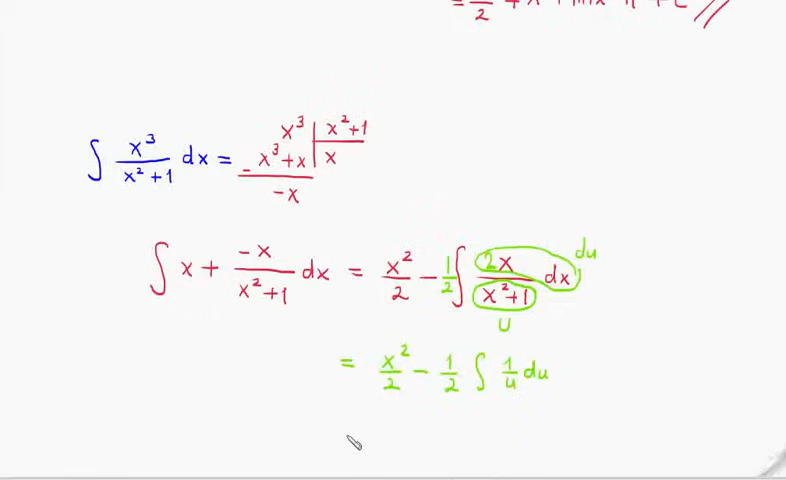 ∫ x³/(x²+1) dx = x³ | x²+1
- x³+x | x
-x
∫ x + -x/(x²+1) dx = x²/2 - 1/2 ∫ 2x/(x²+1) dx du
u
= x²/2 - 1/2 ∫ 1/u du